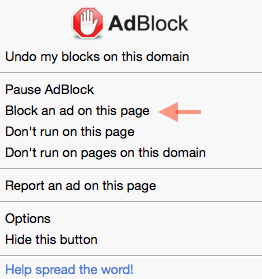 AdBlock
Undo my blocks on this domain
Pause AdBlock
Block an ad on this page
Don't run on this page
Don't run on pages on this domain
Report an ad on this page
Options
Hide this button
Help spread the word!